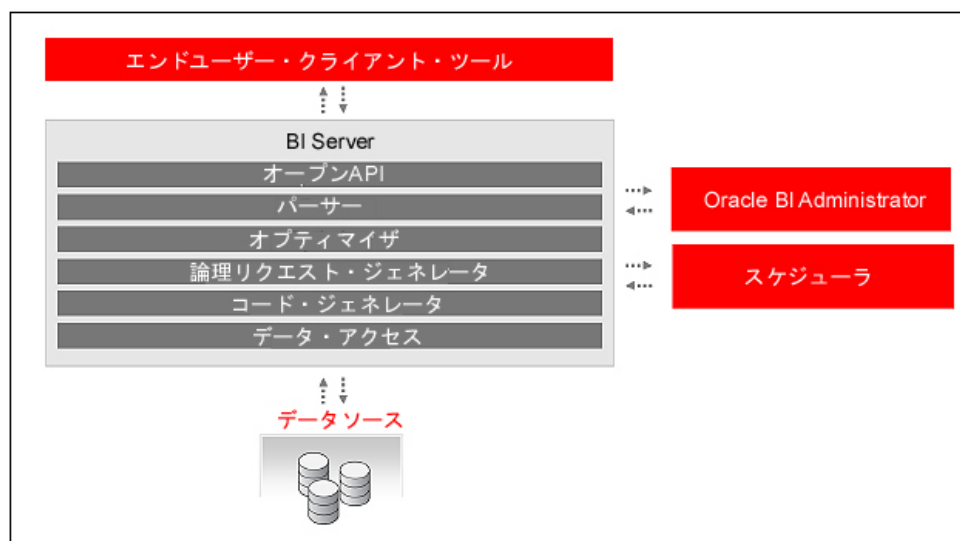 エンドユーザー・クライアント・ツール
BI Server
オープンAPI
パーサー
オプティマイザ
論理リクエスト・ジェネレータ
コード・ジェネレータ
データ・アクセス
Oracle BI Administrator
スケジューラ
データソース